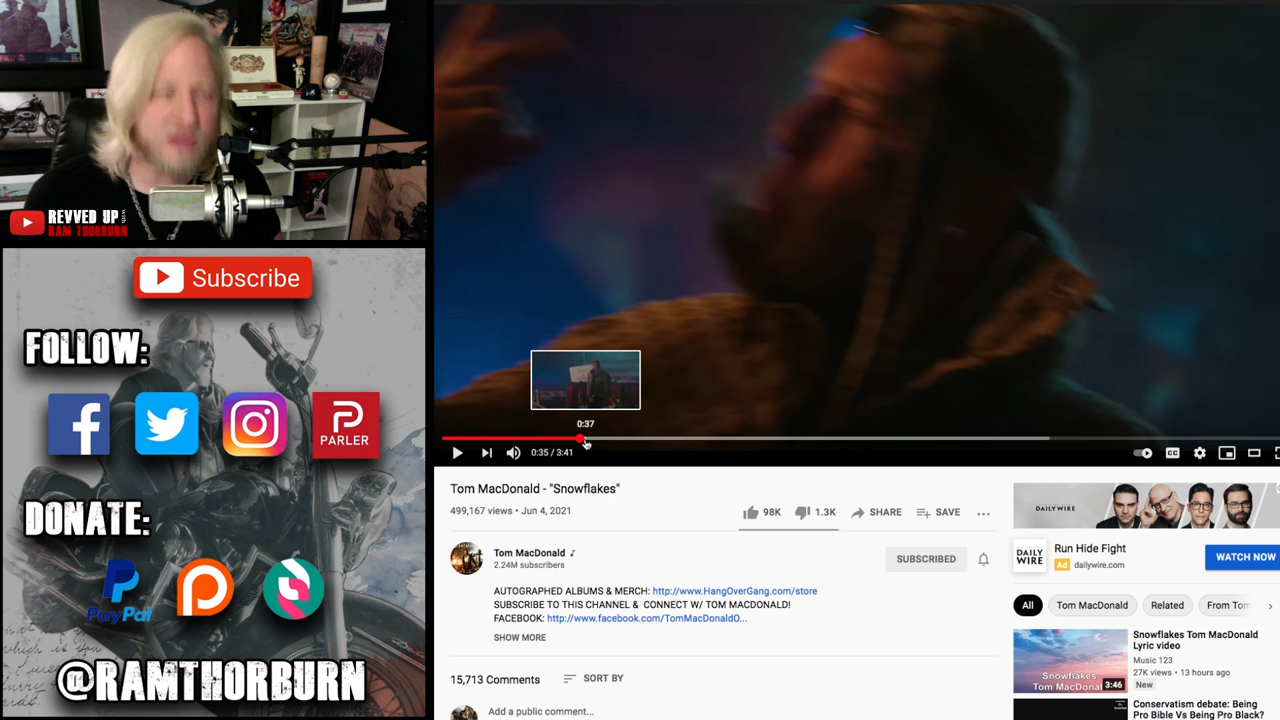 REVVED UP
with
RAM THORBURN
Subscribe
FOLLOW:
PARLER
DONATE:
PayPal
@RAMTHORBURN
0:37
0:35 / 3:41
CC
Tom MacDonald - "Snowflakes"
499,167 views • Jun 4, 2021
98K
1.3K
SHARE
SAVE
...
Tom MacDonald
2.24M subscribers
SUBSCRIBED
AUTOGRAPHED ALBUMS & MERCH: http://www.HangOverGang.com/store
SUBSCRIBE TO THIS CHANNEL & CONNECT W/ TOM MACDONALD!
FACEBOOK: http://www.facebook.com/TomMacDonaldO...
SHOW MORE
15,713 Comments
SORT BY
Add a public comment...
DAILYWIRE
DAILY
WIRE
Run Hide Fight
Ad dailywire.com
WATCH NOW
All
Tom MacDonald
Related
From Tom
Snowflakes
Tom MacDonal
3:46
Snowflakes Tom MacDonald
Lyric video
Music 123
27K views • 13 hours ago
New
Conservatism debate: Being
Pro Bible Vs Being Pro Black?